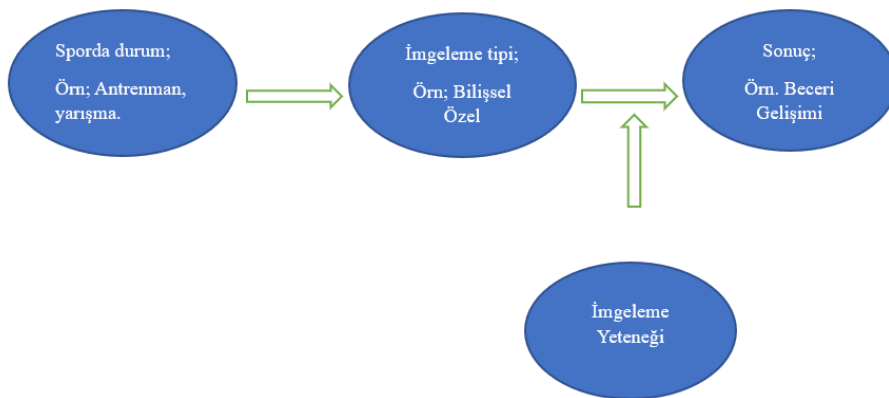 Sporda durum;
Örn; Antrenman,
yarışma.
İmgeleme tipi;
Örn; Bilişsel
Özel
Sonuç;
Örn. Beceri
Gelişimi
İmgeleme
Yeteneği